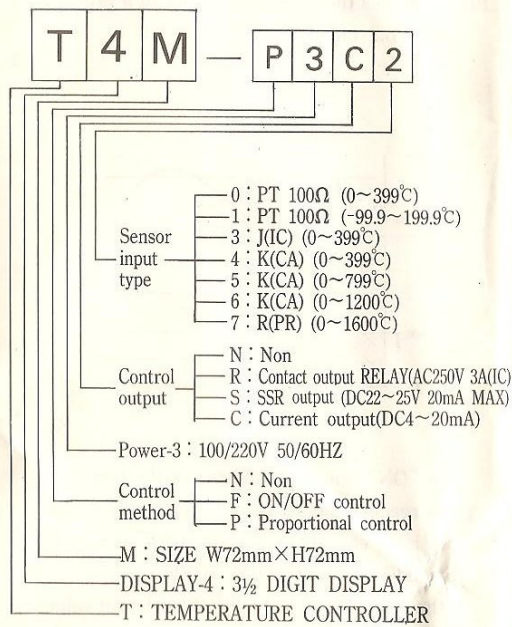 T4M-P3C2
Sensor input type
0 : PT 100Ω (0~399℃)
1 : PT 100Ω (-99.9~199.9℃)
3 : J(IC) (0~399℃)
4 : K(CA) (0~399℃)
5 : K(CA) (0~799℃)
6 : K(CA) (0~1200℃)
7 : R(PR) (0~1600℃)
Control output
N : Non
R : Contact output RELAY(AC250V 3A(IC)
S : SSR output (DC22~25V 20mA MAX)
C : Current output(DC4~20mA)
Power-3 : 100/220V 50/60HZ
Control method
N : Non
F : ON/OFF control
P : Proportional control
M : SIZE W72mm×H72mm
DISPLAY-4 : 3½ DIGIT DISPLAY
T : TEMPERATURE CONTROLLER